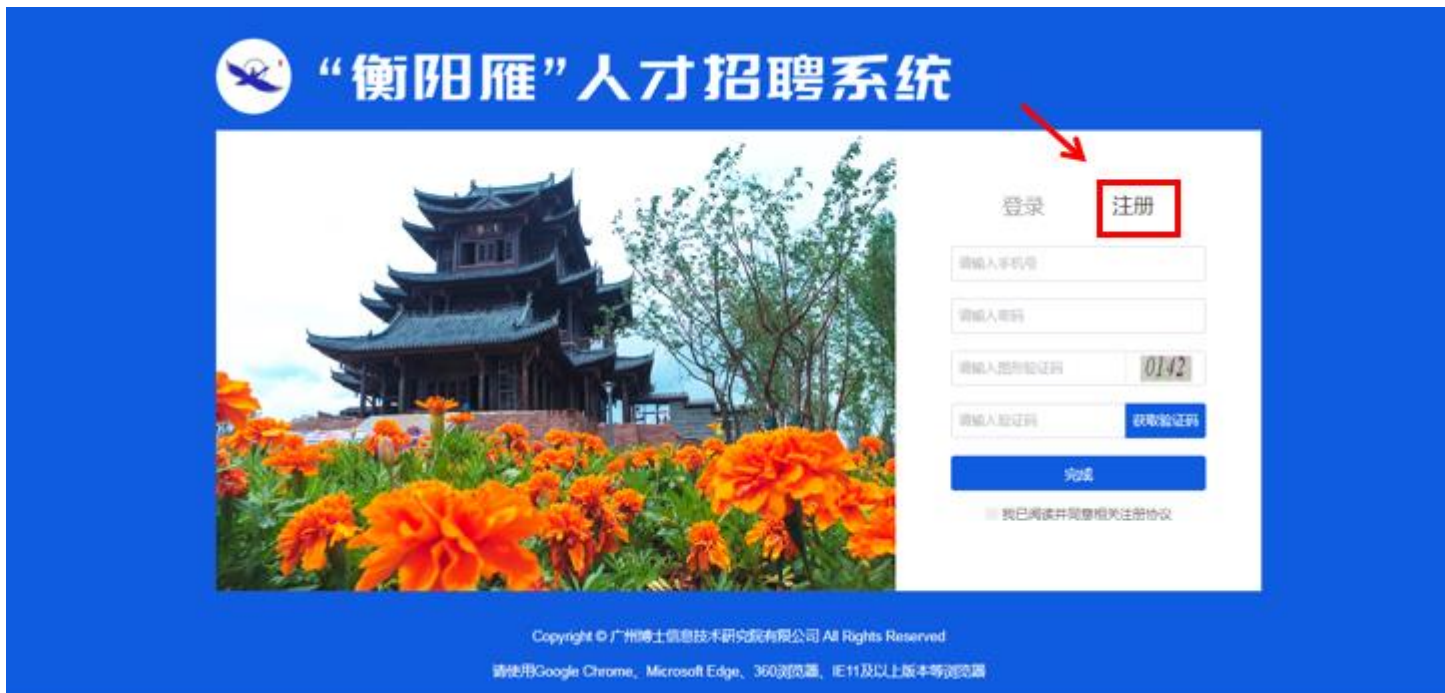 “衡阳雁”人才招聘系统
登录 注册
请输入手机号
请输入密码
请输入图形验证码 0142
请输入验证码 获取验证码
完成
我已阅读并同意相关注册协议
Copyright © 广州博士信息技术研究院有限公司 All Rights Reserved
请使用Google Chrome、Microsoft Edge、360浏览器、IE11及以上版本等浏览器